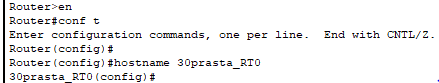 Router>en
Router#conf t
Enter configuration commands, one per line.  End with CNTL/Z.
Router(config)#
Router(config)#hostname 30prasta_RT0
30prasta_RT0(config)#